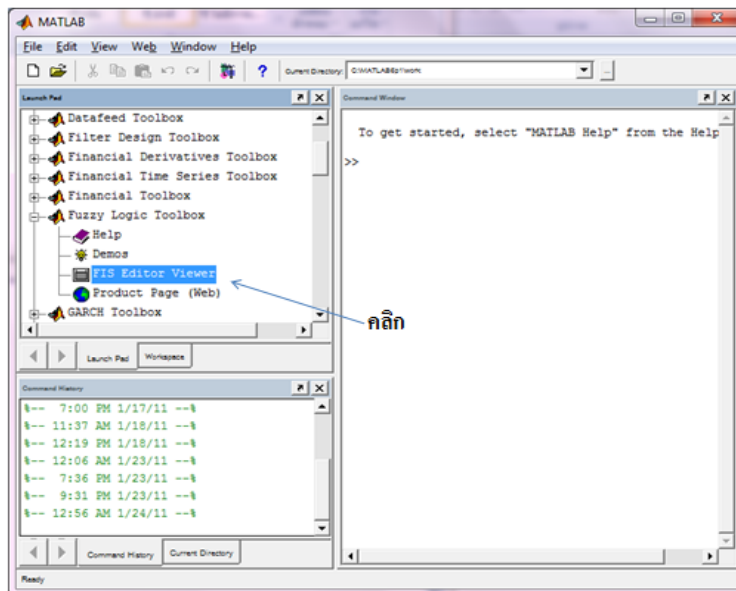 MATLAB
File Edit View Web Window Help
Current Directory: C:\MATLAB6p1\work
Launch Pad
Datafeed Toolbox
Filter Design Toolbox
Financial Derivatives Toolbox
Financial Time Series Toolbox
Financial Toolbox
Fuzzy Logic Toolbox
Help
Demos
FIS Editor Viewer
Product Page (Web)
GARCH Toolbox
Launch Pad Workspace
Command History
%-- 7:00 PM 1/17/11 --%
%-- 11:37 AM 1/18/11 --%
%-- 12:19 PM 1/18/11 --%
%-- 12:06 AM 1/23/11 --%
%-- 7:36 PM 1/23/11 --%
%-- 9:31 PM 1/23/11 --%
%-- 12:56 AM 1/24/11 --%
Command History Current Directory
Command Window
To get started, select "MATLAB Help" from the Help
>>
คลิก
Ready